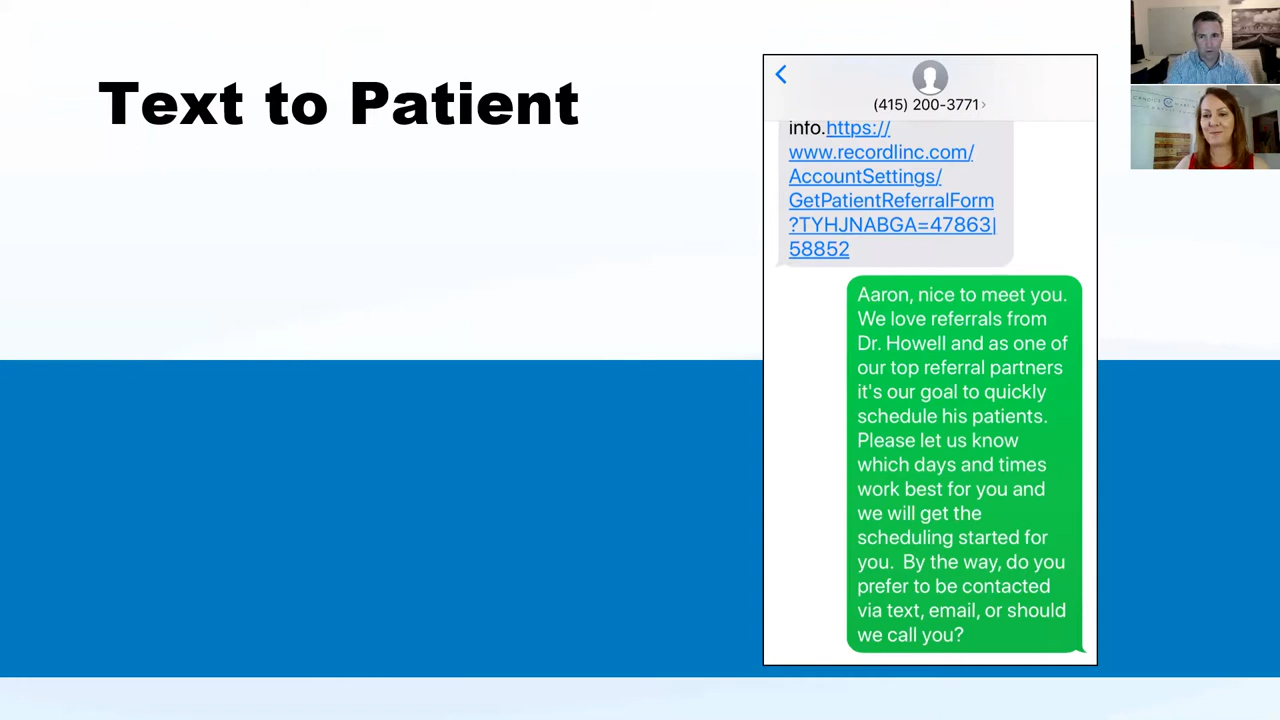 Text to Patient
(415) 200-3771
info.https://
www.recordlinc.com/
AccountSettings/
GetPatientReferralForm
?TYHJNABGA=47863|
58852
Aaron, nice to meet you.
We love referrals from
Dr. Howell and as one of
our top referral partners
it's our goal to quickly
schedule his patients.
Please let us know
which days and times
work best for you and
we will get the
scheduling started for
you.  By the way, do you
prefer to be contacted
via text, email, or should
we call you?